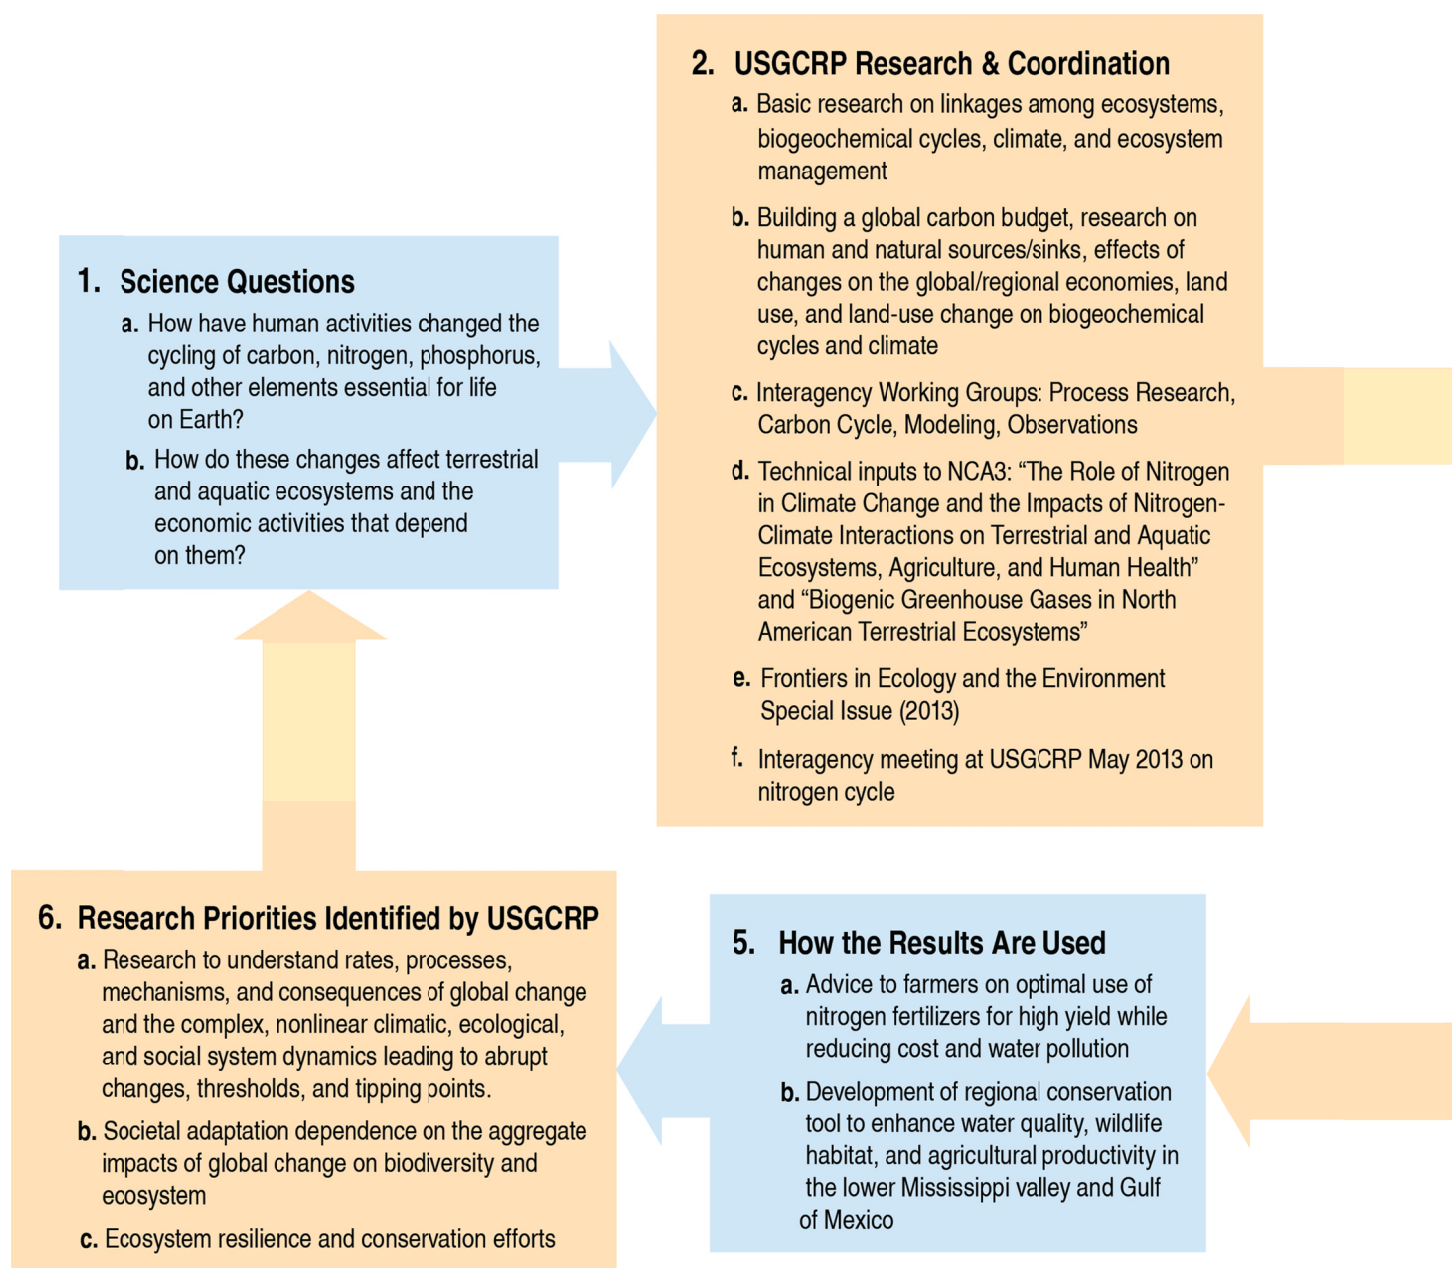 1. Science Questions
a. How have human activities changed the
cycling of carbon, nitrogen, phosphorus,
and other elements essential for life
on Earth?
b. How do these changes affect terrestrial
and aquatic ecosystems and the
economic activities that depend
on them?
2. USGCRP Research & Coordination
a. Basic research on linkages among ecosystems,
biogeochemical cycles, climate, and ecosystem
management
b. Building a global carbon budget, research on
human and natural sources/sinks, effects of
changes on the global/regional economies, land
use, and land-use change on biogeochemical
cycles and climate
c. Interagency Working Groups: Process Research,
Carbon Cycle, Modeling, Observations
d. Technical inputs to NCA3: “The Role of Nitrogen
in Climate Change and the Impacts of Nitrogen-
Climate Interactions on Terrestrial and Aquatic
Ecosystems, Agriculture, and Human Health”
and “Biogenic Greenhouse Gases in North
American Terrestrial Ecosystems”
e. Frontiers in Ecology and the Environment
Special Issue (2013)
f. Interagency meeting at USGCRP May 2013 on
nitrogen cycle
5. How the Results Are Used
a. Advice to farmers on optimal use of
nitrogen fertilizers for high yield while
reducing cost and water pollution
b. Development of regional conservation
tool to enhance water quality, wildlife
habitat, and agricultural productivity in
the lower Mississippi valley and Gulf
of Mexico
6. Research Priorities Identified by USGCRP
a. Research to understand rates, processes,
mechanisms, and consequences of global change
and the complex, nonlinear climatic, ecological,
and social system dynamics leading to abrupt
changes, thresholds, and tipping points.
b. Societal adaptation dependence on the aggregate
impacts of global change on biodiversity and
ecosystem
c. Ecosystem resilience and conservation efforts